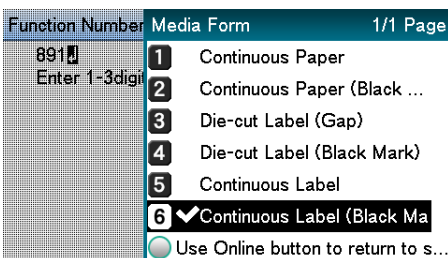 Function Number Media Form 1/1 Page
891
Enter 1-3digi
1 Continuous Paper
2 Continuous Paper (Black ...
3 Die-cut Label (Gap)
4 Die-cut Label (Black Mark)
5 Continuous Label
6 Continuous Label (Black Ma
Use Online button to return to s...